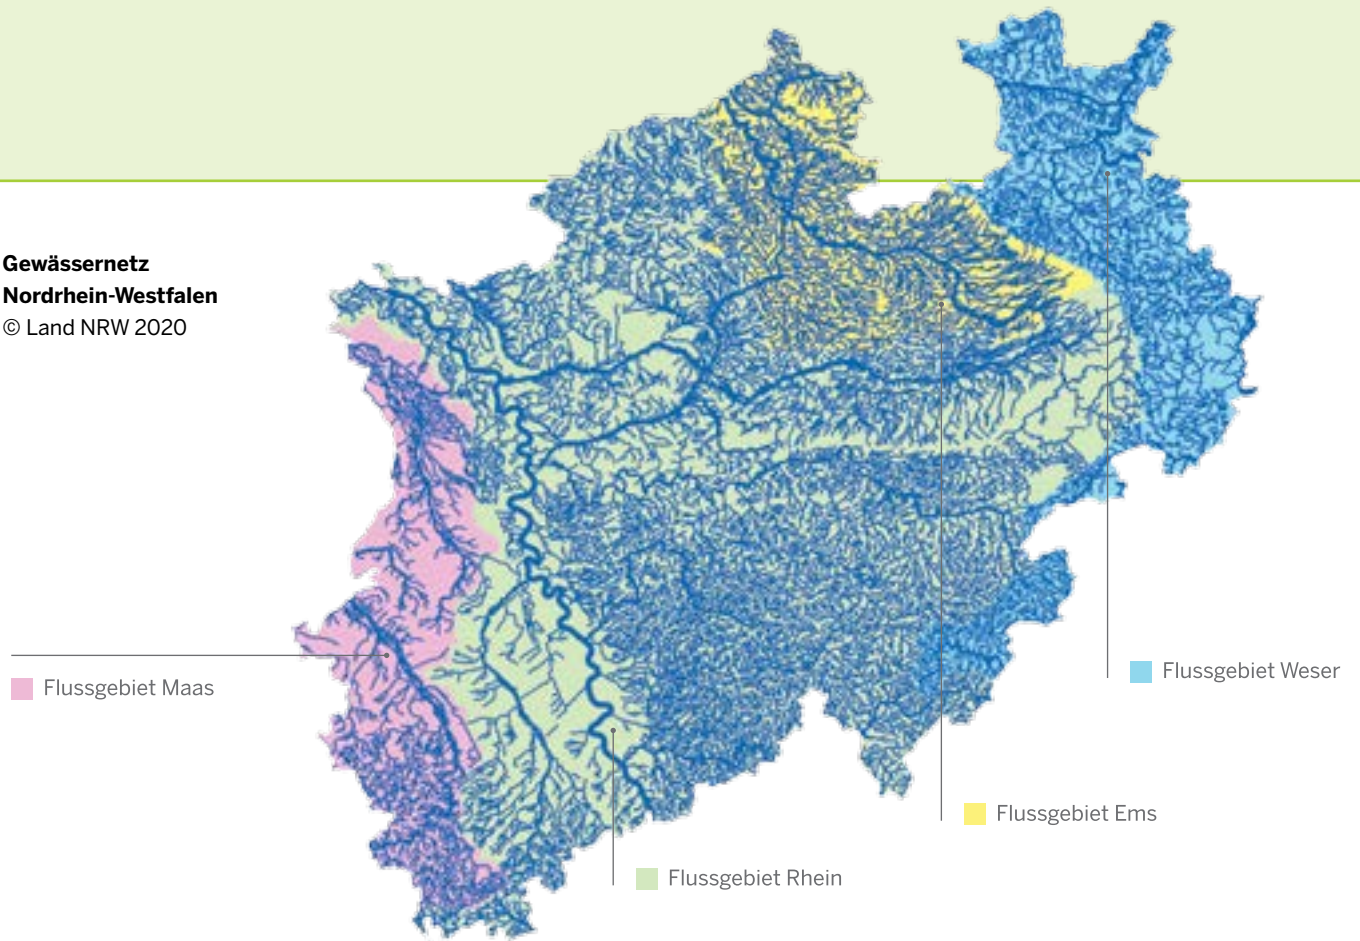 Gewässernetz
Nordrhein-Westfalen
© Land NRW 2020
Flussgebiet Maas
Flussgebiet Weser
Flussgebiet Ems
Flussgebiet Rhein